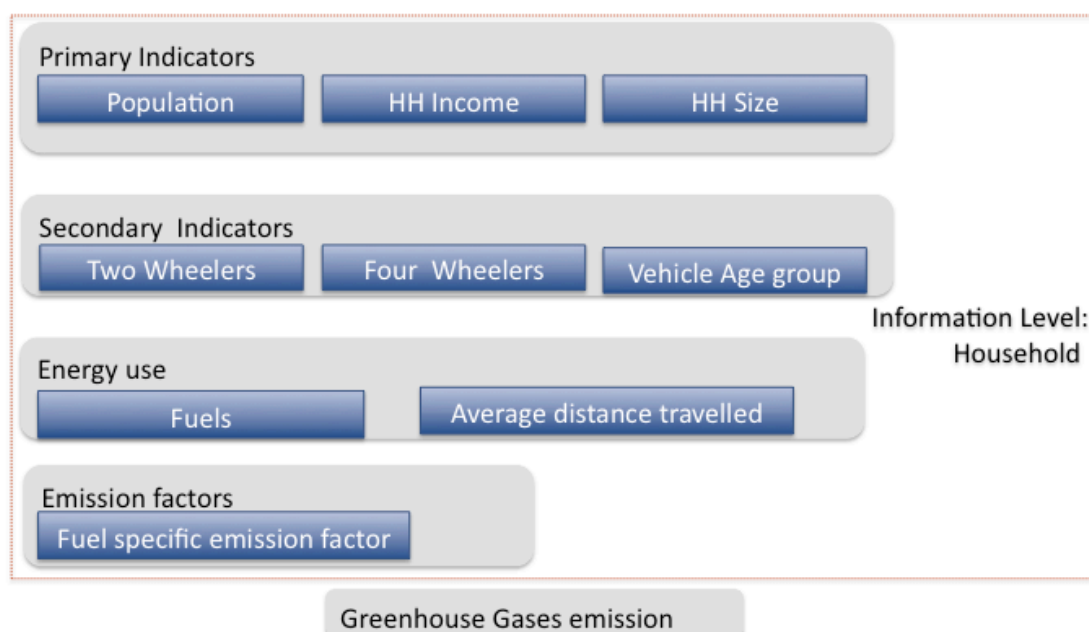 Primary Indicators
Population
HH Income
HH Size
Secondary Indicators
Two Wheelers
Four Wheelers
Vehicle Age group
Information Level:
Household
Energy use
Fuels
Average distance travelled
Emission factors
Fuel specific emission factor
Greenhouse Gases emission